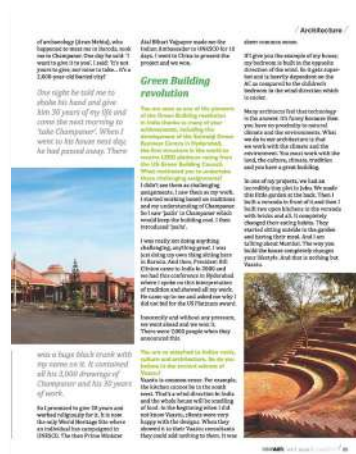 Architecture /
of archaeology (Arun Mehta), who
happened to meet me in Baroda, took
me to Champaner. One day he said 'I
want to give it to you'. I said; 'It's not
yours to give, nor mine to take... it's a
2,000-year-old buried city!'
One night he told me to
shake his hand and give
him 30 years of my life and
come the next morning to
'take Champaner'. When I
went to his house next day,
he had passed away. There
was a huge black trunk with
my name on it. It contained
all his 3,000 drawings of
Champaner and his 30 years
of work.
So I promised to give 30 years and
worked religiously for it. It is now
the only World Heritage Site where
an individual has campaigned to
UNESCO. The then Prime Minister
Atal Bihari Vajpayee made me the
Indian Ambassador to UNESCO for 10
days. I went to China to present the
project and we won.
Green Building
revolution
You are seen as one of the pioneers
of the Green Building revolution
in India thanks to many of your
achievements, including the
development of the Sohrabji Green
Business Centre in Hyderabad,
the first structure in the world to
receive LEED platinum rating from
the US Green Building Council.
What motivated you to undertake
these challenging assignments?
I didn't see them as challenging
assignments. I saw them as my work.
I started working based on tradition
and my understanding of Champaner.
So I saw 'jaalis' in Champaner which
would keep the building cool. I then
introduced 'jaalis'.
I was really not doing anything
challenging, anything great. I was
just doing my own thing sitting here
in Baroda. And then, President Bill
Clinton came to India in 2000 and
we had this conference in Hyderabad
where I spoke on this interpretation
of tradition and showed all my work.
He came up to me and asked me why I
did not bid for the US Platinum award.
Honestly and without any pressure,
we went ahead and we won it.
There were 7,000 people when they
announced this.
You are so attached to Indian roots,
culture and architecture. So do you
believe in the ancient science of
Vaastu?
Vaastu is common sense. For example,
the kitchen cannot be in the south
west. That's a wind direction in India
and the whole house will be smelling
of food. In the beginning when I did
not know Vaastu, clients were very
happy with the designs. When they
showed it to their Vaastu consultants
they could add nothing to them. It was
sheer common sense.
If I give you the example of my house;
my bedroom is built in the opposite
direction of the wind. So it gets super
hot and is heavily dependent on the
AC as compared to the children's
bedroom in the wind direction which
is cooler.
Many architects feel that technology
is the answer. It's funny because then
you have no proximity to natural
climate and the environments. What
we do in our architecture is that
we work with the climate and the
environment. You must work with the
land, the culture, climate, tradition
and you have a great building.
In one of my projects, we had an
incredibly tiny plot in Juhu. We made
this little garden at the back. Then I
built a veranda in front of it and then I
built two open kitchens in the veranda
with bricks and all. It completely
changed their eating habits. They
started sitting outside in the garden
and having their meal. And I am
talking about Mumbai. The way you
build the house completely changes
your lifestyle. And that is nothing but
Vaastu.